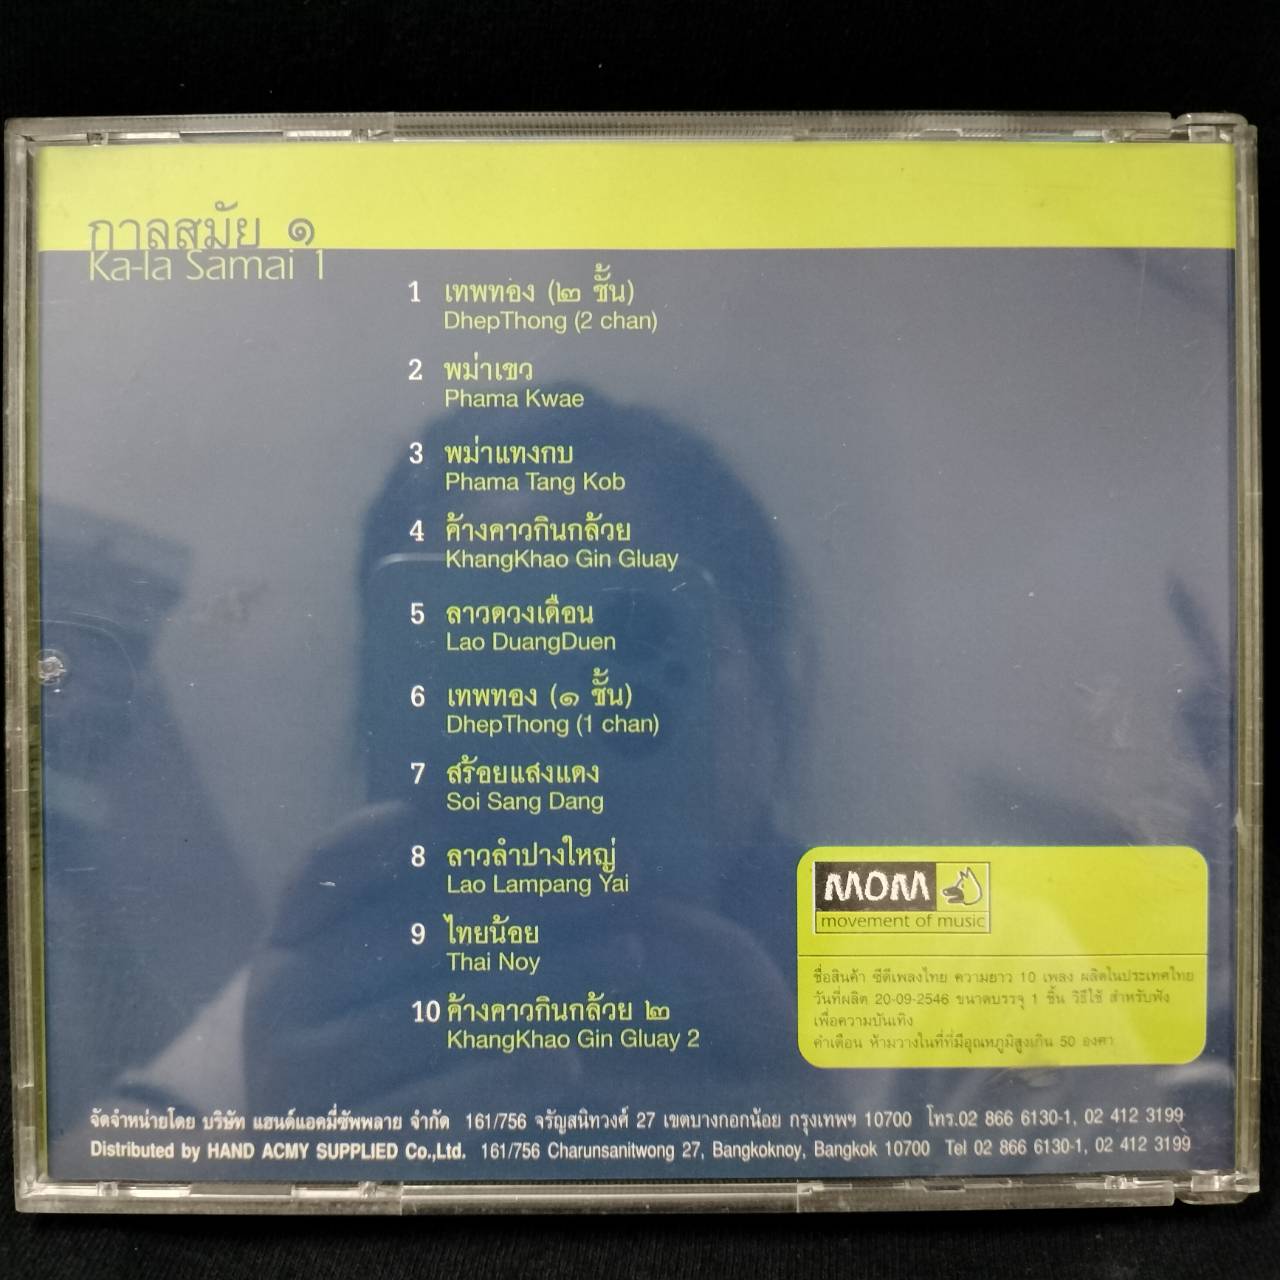 กาลสมัย ๑
Ka-la Samai 1
1 เทพทอง (๒ ชั้น)
DhepThong (2 chan)
2 พม่าเขว
Phama Kwae
3 พม่าแทงกบ
Phama Tang Kob
4 ค้างคาวกินกล้วย
KhangKhao Gin Gluay
5 ลาวดวงเดือน
Lao DuangDuen
6 เทพทอง (๑ ชั้น)
DhepThong (1 chan)
7 สร้อยแสงแดง
Soi Sang Dang
8 ลาวลำปางใหญ่
Lao Lampang Yai
9 ไทยน้อย
Thai Noy
10 ค้างคาวกินกล้วย ๒
KhangKhao Gin Gluay 2
MOM
movement of music
ชื่อสินค้า ซีดีเพลงไทย ความยาว 10 เพลง ผลิตในประเทศไทย
วันที่ผลิต 20-09-2546 ขนาดบรรจุ 1 ชิ้น วิธีใช้ สำหรับฟัง
เพื่อความบันเทิง
คำเตือน ห้ามวางในที่ที่มีอุณหภูมิสูงเกิน 50 องศา
จัดจำหน่ายโดย บริษัท แฮนด์แอคมี่ซัพพลาย จำกัด 161/756 จรัญสนิทวงศ์ 27 เขตบางกอกน้อย กรุงเทพฯ 10700 โทร.02 866 6130-1, 02 412 3199
Distributed by HAND ACMY SUPPLIED Co.,Ltd. 161/756 Charunsanitwong 27, Bangkoknoy, Bangkok 10700 Tel 02 866 6130-1, 02 412 3199